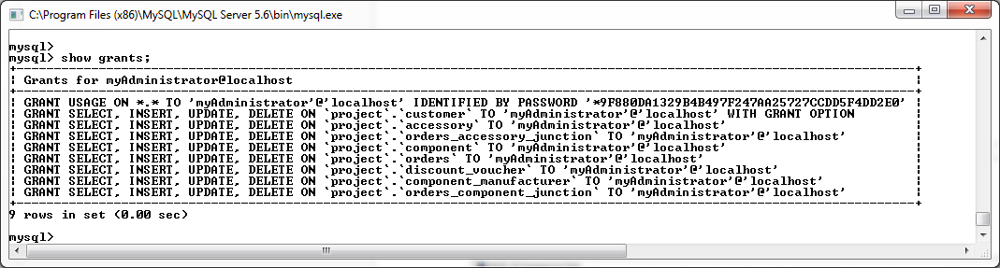 C:\Program Files (x86)\MySQL\MySQL Server 5.6\bin\mysql.exe
mysql>
mysql> show grants;
Grants for myAdministrator@localhost
GRANT USAGE ON *.* TO 'myAdministrator'@'localhost' IDENTIFIED BY PASSWORD '*9F880DA1329B4B497F247AA25727CCDD5F4DD2E0'
GRANT SELECT, INSERT, UPDATE, DELETE ON `project`.`customer` TO 'myAdministrator'@'localhost' WITH GRANT OPTION
GRANT SELECT, INSERT, UPDATE, DELETE ON `project`.`accessory` TO 'myAdministrator'@'localhost'
GRANT SELECT, INSERT, UPDATE, DELETE ON `project`.`orders_accessory_junction` TO 'myAdministrator'@'localhost'
GRANT SELECT, INSERT, UPDATE, DELETE ON `project`.`component` TO 'myAdministrator'@'localhost'
GRANT SELECT, INSERT, UPDATE, DELETE ON `project`.`orders` TO 'myAdministrator'@'localhost'
GRANT SELECT, INSERT, UPDATE, DELETE ON `project`.`discount_voucher` TO 'myAdministrator'@'localhost'
GRANT SELECT, INSERT, UPDATE, DELETE ON `project`.`component_manufacturer` TO 'myAdministrator'@'localhost'
GRANT SELECT, INSERT, UPDATE, DELETE ON `project`.`orders_component_junction` TO 'myAdministrator'@'localhost'
9 rows in set (0.00 sec)
mysql>